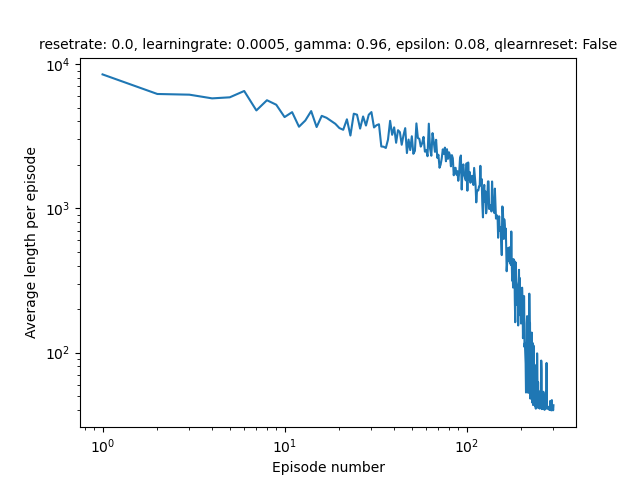 resetrate: 0.0, learningrate: 0.0005, gamma: 0.96, epsilon: 0.08, qlearnreset: False
Average length per episode
10⁴
10³
10²
10⁰ 10¹ 10²
Episode number